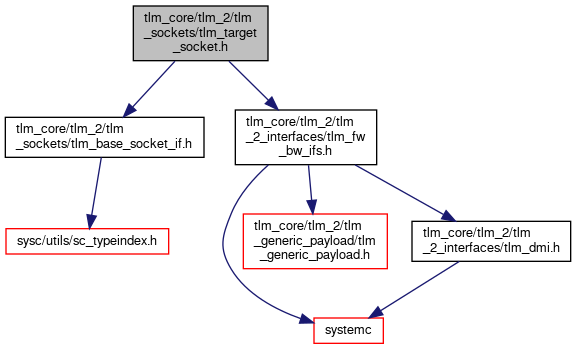 tlm_core/tlm_2/tlm
_sockets/tlm_target
_socket.h
tlm_core/tlm_2/tlm
_sockets/tlm_base_socket_if.h
tlm_core/tlm_2/tlm
_2_interfaces/tlm_fw
_bw_ifs.h
sysc/utils/sc_typeindex.h
tlm_core/tlm_2/tlm
_generic_payload/tlm
_generic_payload.h
tlm_core/tlm_2/tlm
_2_interfaces/tlm_dmi.h
systemc